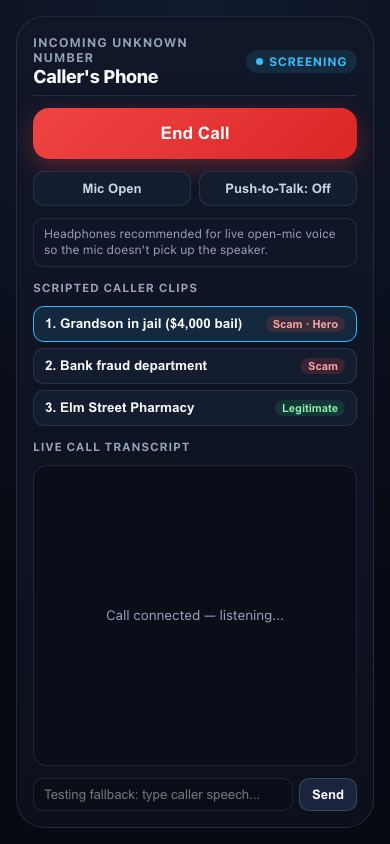 INCOMING UNKNOWN
NUMBER
Caller's Phone
SCREENING
End Call
Mic Open
Push-to-Talk: Off
Headphones recommended for live open-mic voice
so the mic doesn't pick up the speaker.
SCRIPTED CALLER CLIPS
1. Grandson in jail ($4,000 bail)
Scam · Hero
2. Bank fraud department
Scam
3. Elm Street Pharmacy
Legitimate
LIVE CALL TRANSCRIPT
Call connected — listening...
Testing fallback: type caller speech...
Send